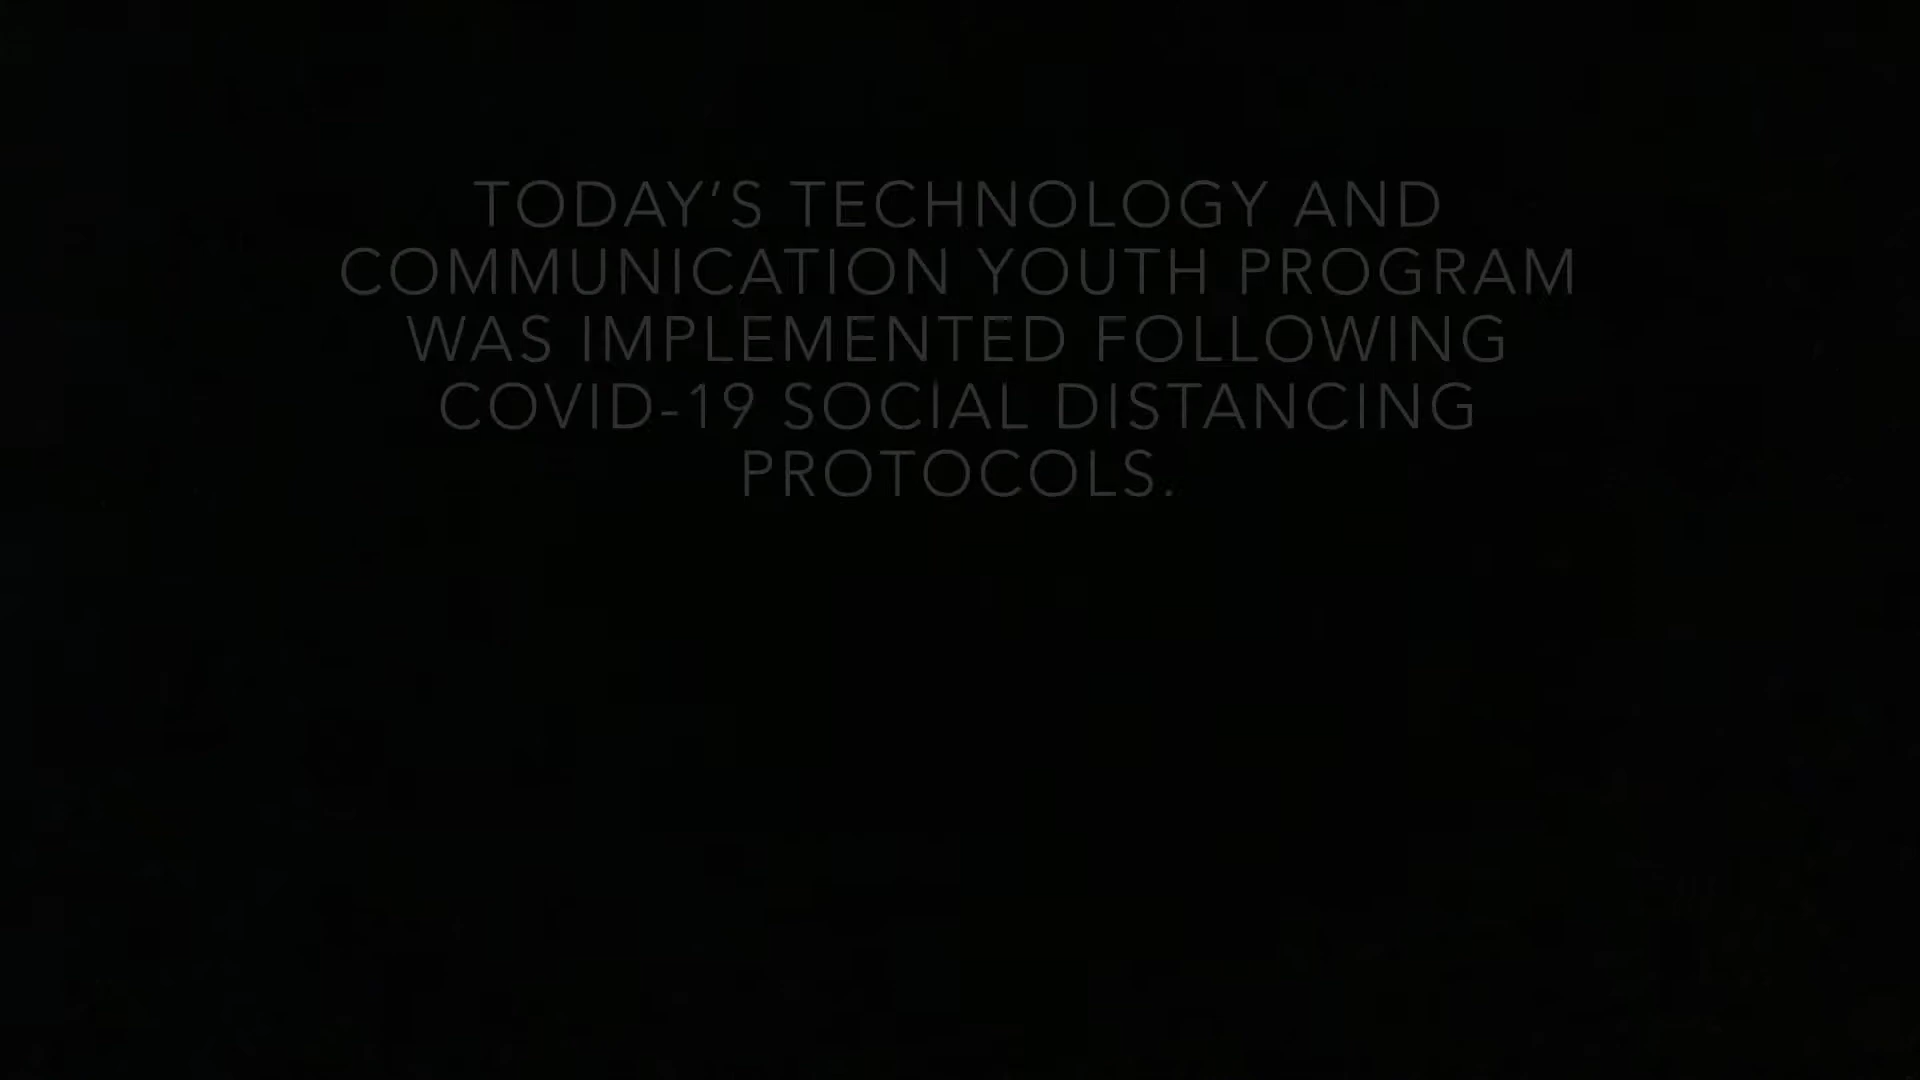 TODAY’S TECHNOLOGY AND
COMMUNICATION YOUTH PROGRAM
WAS IMPLEMENTED FOLLOWING
COVID-19 SOCIAL DISTANCING
PROTOCOLS.